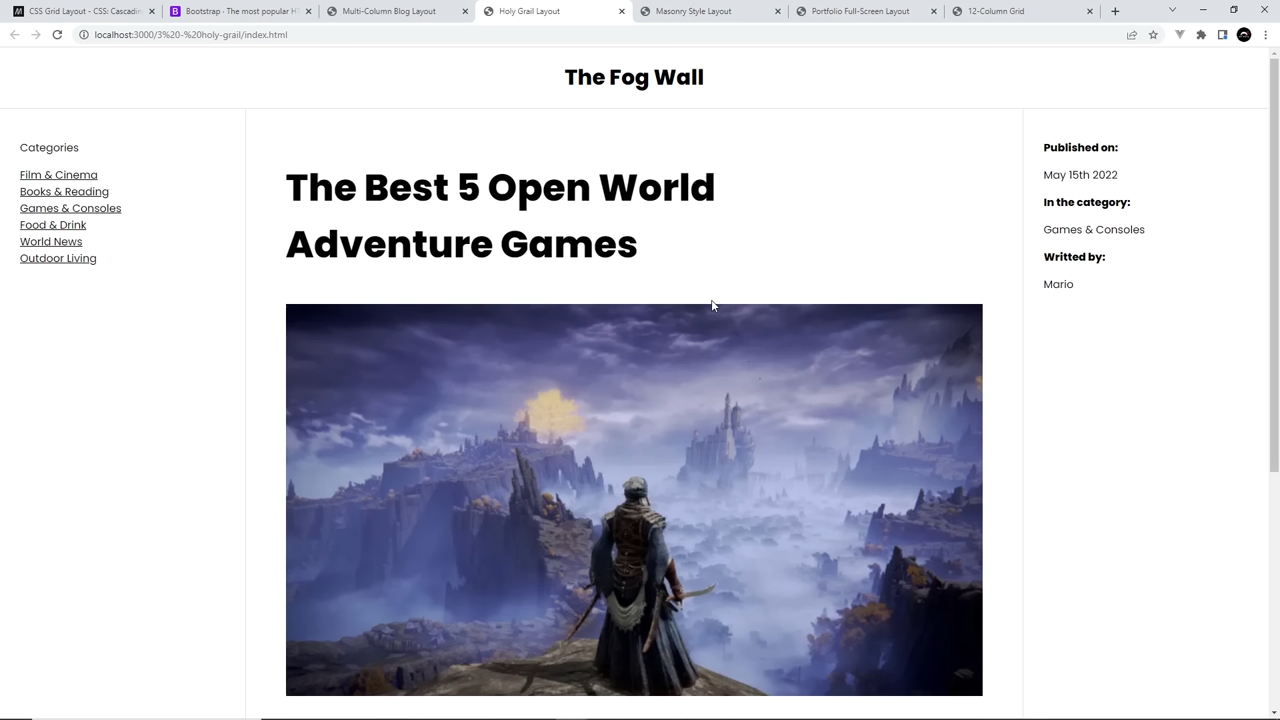 CSS Grid Layout - CSS: Cascadin
Bootstrap · The most popular H
Multi-Column Blog Layout
Holy Grail Layout
Masonry Style Layout
Portfolio Full-Screen Layout
12-Column Grid
localhost:3000/3%20-%20holy-grail/index.html
The Fog Wall
Categories
Film & Cinema
Books & Reading
Games & Consoles
Food & Drink
World News
Outdoor Living
The Best 5 Open World
Adventure Games
Published on:
May 15th 2022
In the category:
Games & Consoles
Writted by:
Mario